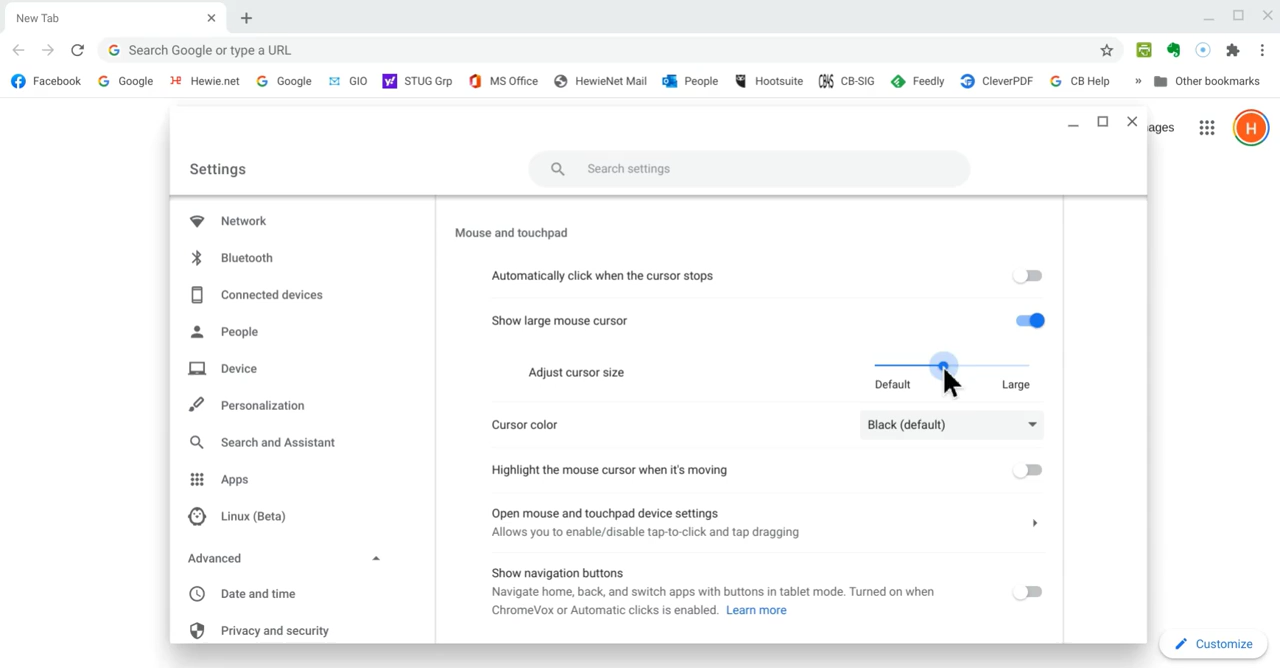 New Tab
Search Google or type a URL
Facebook Google Hewie.net Google GIO STUG Grp MS Office HewieNet Mail People Hootsuite CB-SIG Feedly CleverPDF CB Help » Other bookmarks
ages H
Settings Search settings
Network
Bluetooth
Connected devices
People
Device
Personalization
Search and Assistant
Apps
Linux (Beta)
Advanced
Date and time
Privacy and security
Mouse and touchpad
Automatically click when the cursor stops
Show large mouse cursor
Adjust cursor size
Default Large
Cursor color Black (default)
Highlight the mouse cursor when it's moving
Open mouse and touchpad device settings
Allows you to enable/disable tap-to-click and tap dragging
Show navigation buttons
Navigate home, back, and switch apps with buttons in tablet mode. Turned on when
ChromeVox or Automatic clicks is enabled. Learn more
Customize